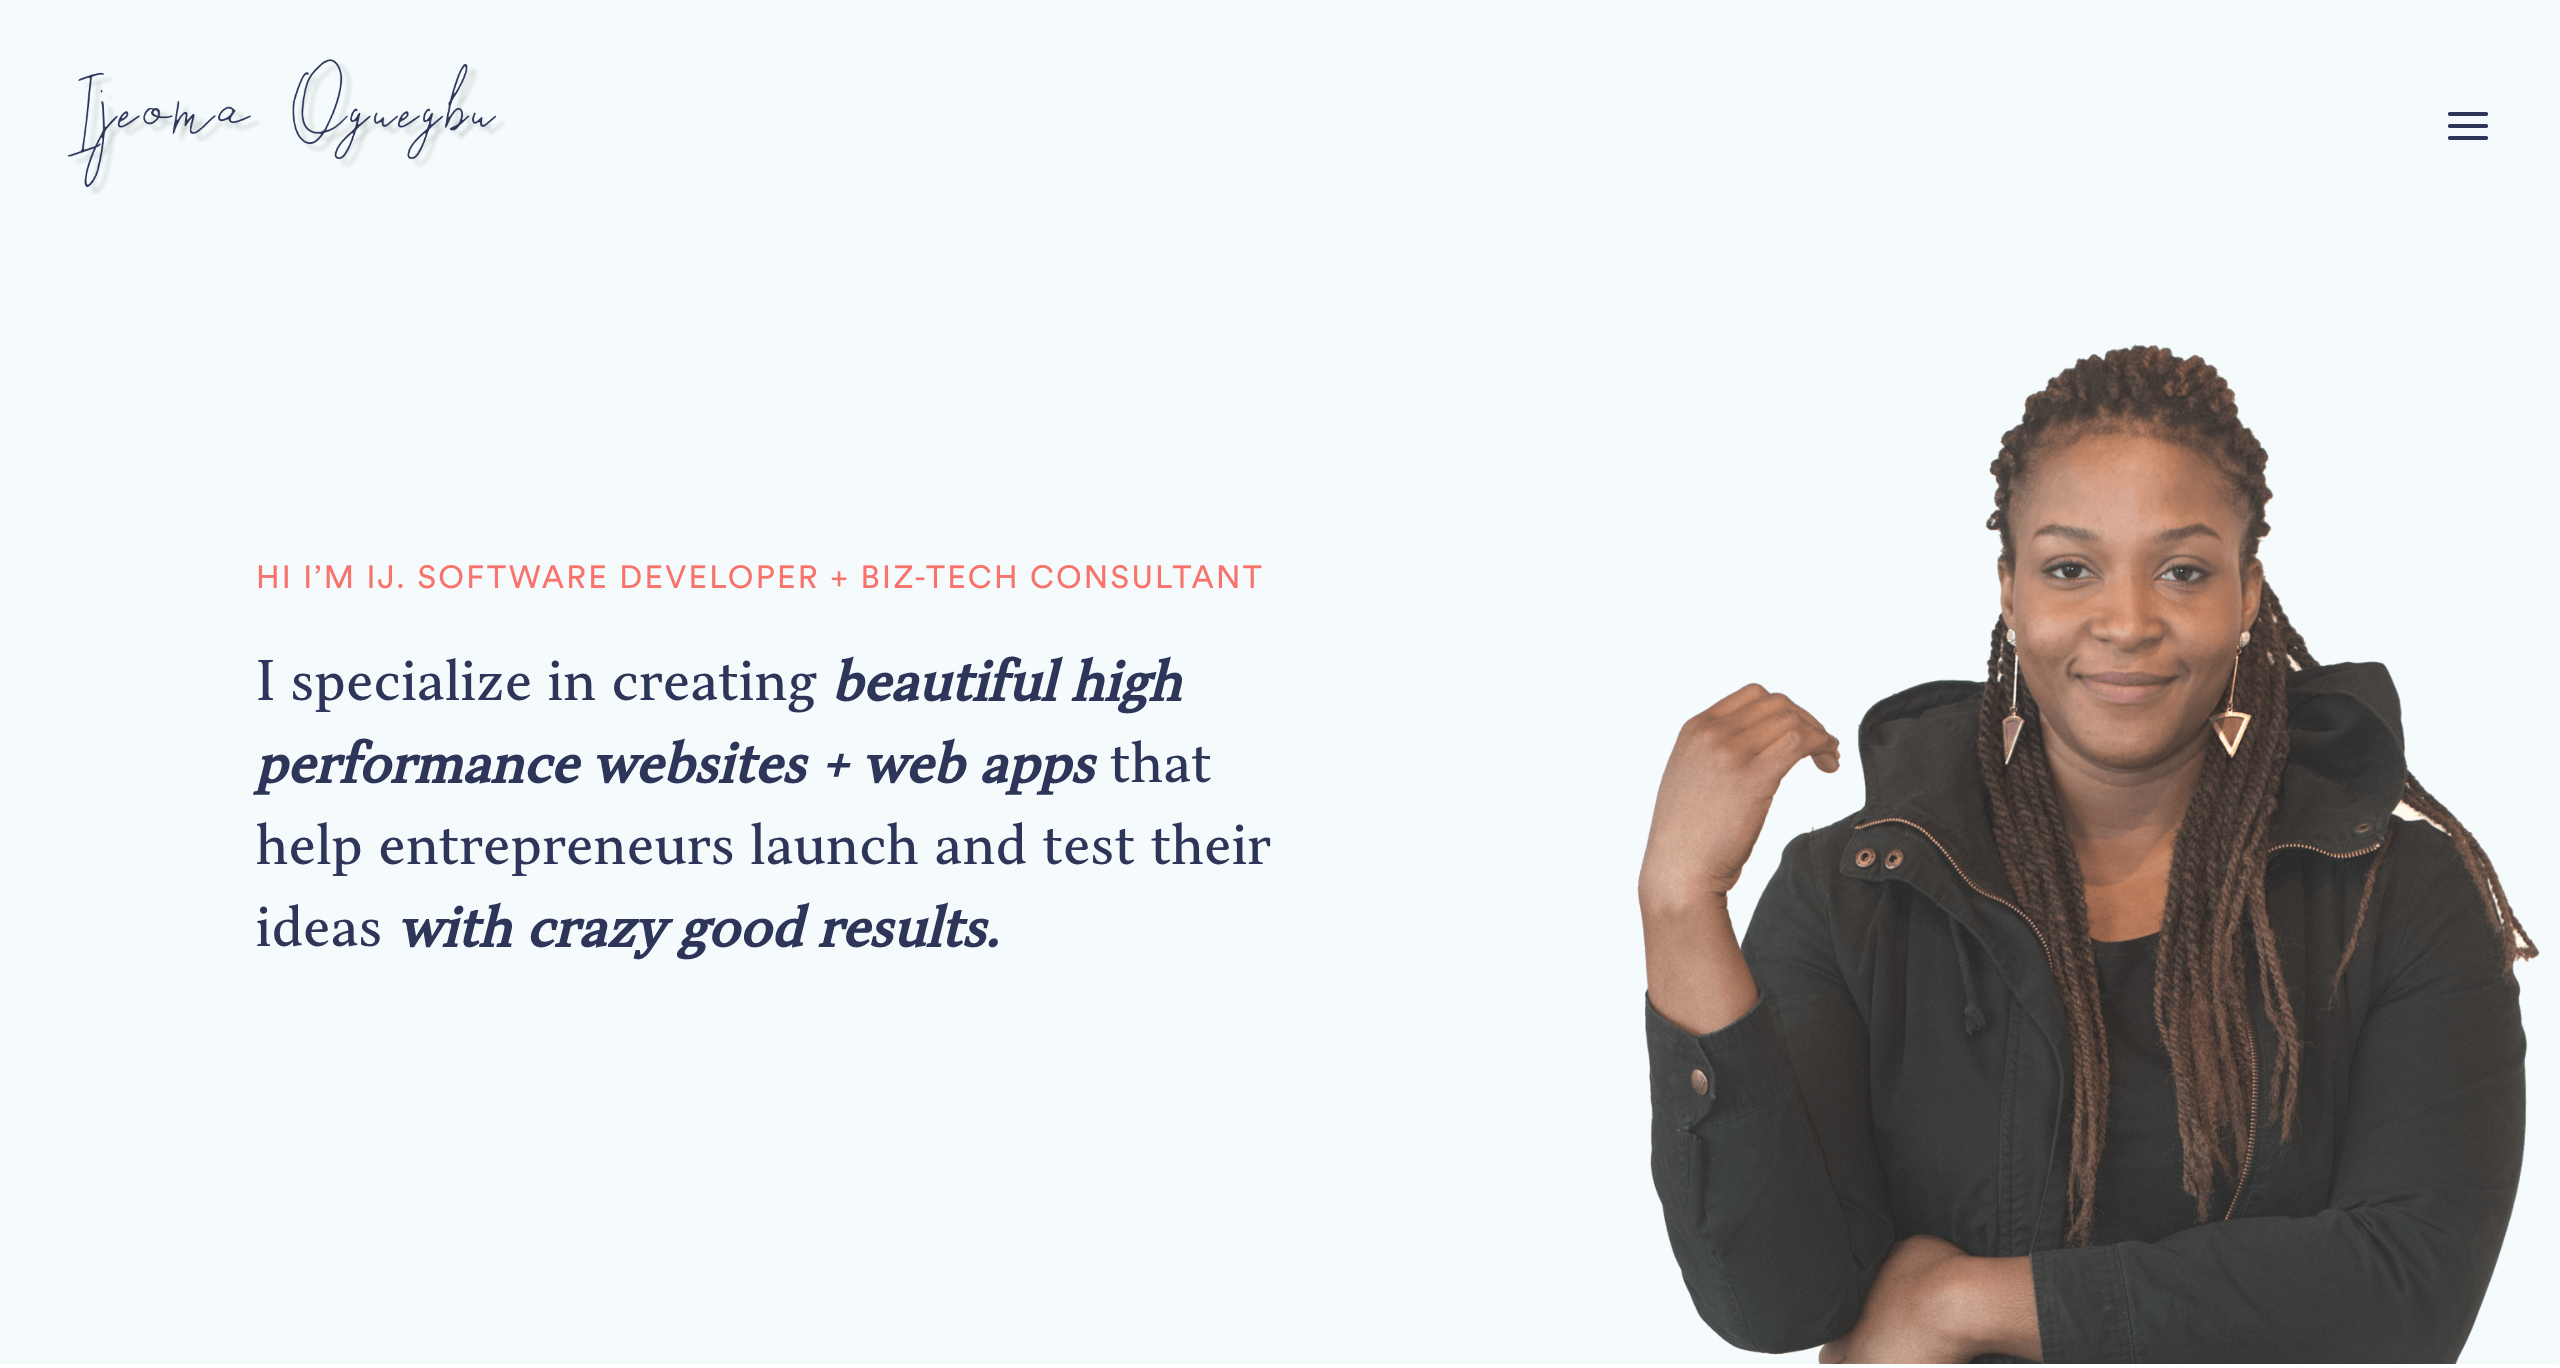 Ijeoma Oguegbu
HI I’M IJ. SOFTWARE DEVELOPER + BIZ-TECH CONSULTANT
I specialize in creating beautiful high
performance websites + web apps that
help entrepreneurs launch and test their
ideas with crazy good results.